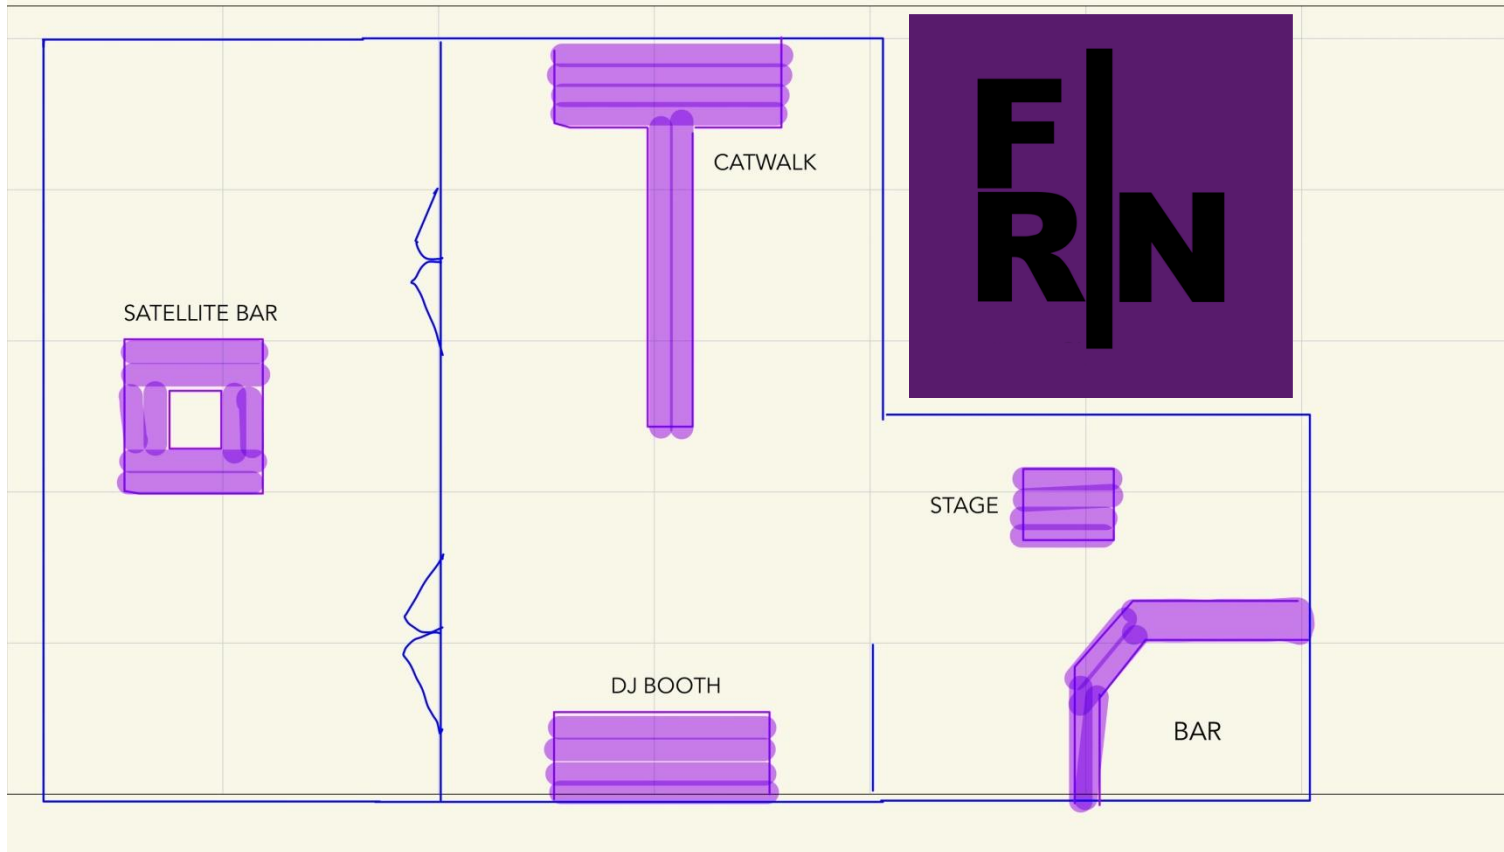 F
R|N
CATWALK
SATELLITE BAR
STAGE
DJ BOOTH
BAR